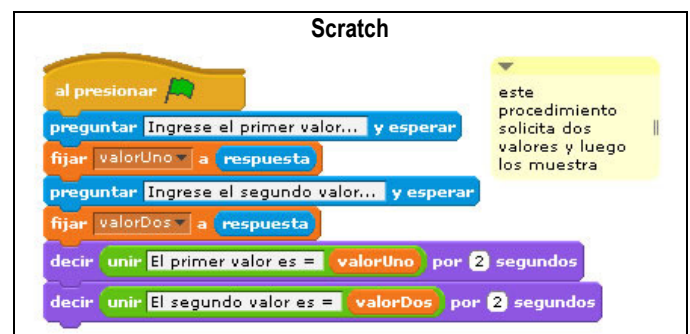 Scratch
al presionar
preguntar Ingrese el primer valor... y esperar
fijar valorUno a respuesta
preguntar Ingrese el segundo valor... y esperar
fijar valorDos a respuesta
decir unir El primer valor es = valorUno por 2 segundos
decir unir El segundo valor es = valorDos por 2 segundos
este
procedimiento
solicita dos
valores y luego
los muestra